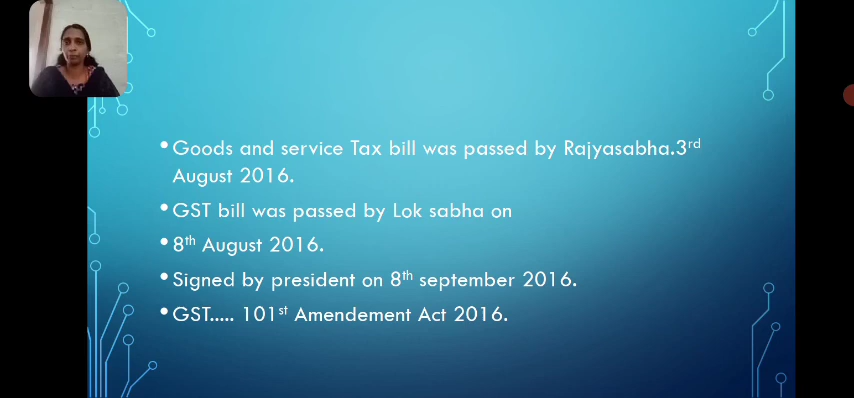 • Goods and service Tax bill was passed by Rajyasabha.3rd
August 2016.
• GST bill was passed by Lok sabha on
• 8th August 2016.
• Signed by president on 8th september 2016.
• GST..... 101st Amendement Act 2016.